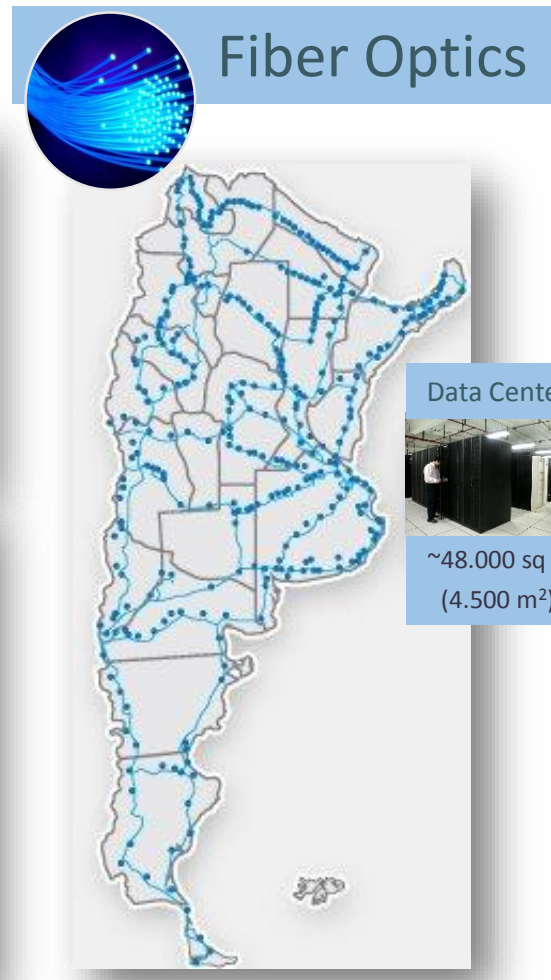 Fiber Optics
Data Cente
~48.000 sq
(4.500 m²)